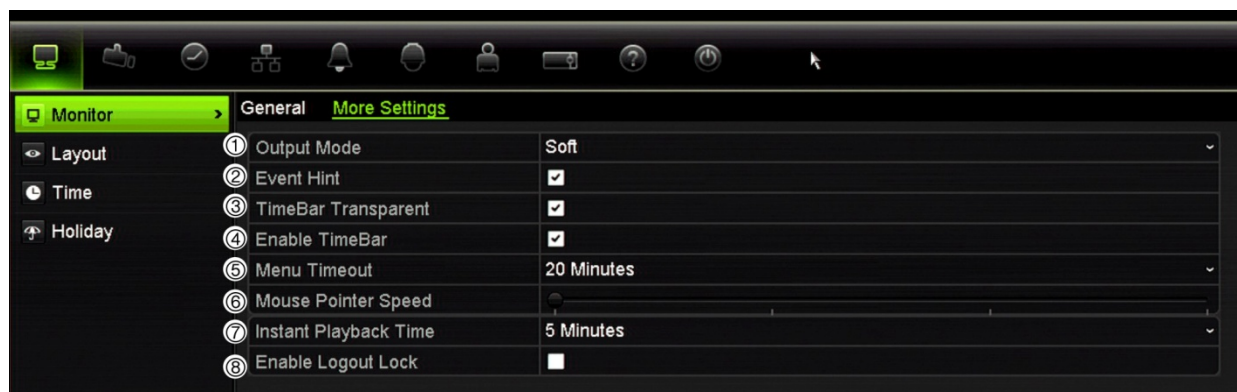 Monitor
Layout
Time
Holiday
General More Settings
① Output Mode Soft
② Event Hint
③ TimeBar Transparent
④ Enable TimeBar
⑤ Menu Timeout 20 Minutes
⑥ Mouse Pointer Speed
⑦ Instant Playback Time 5 Minutes
⑧ Enable Logout Lock